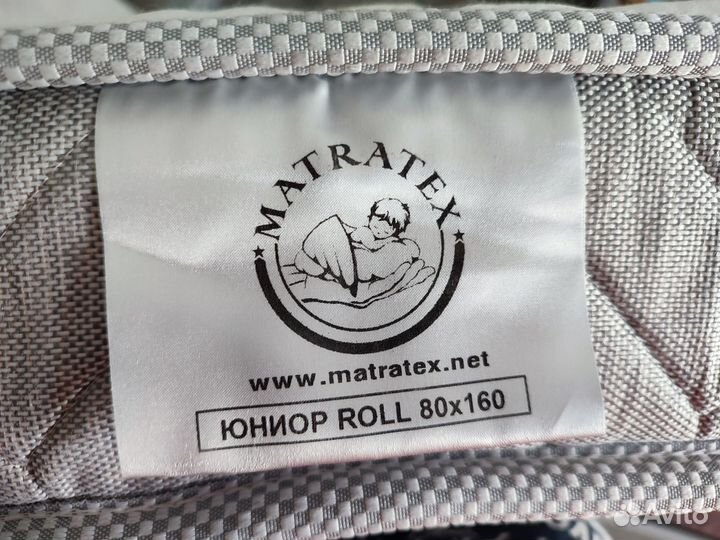 MATRATEX
www.matratex.net
ЮНИОР ROLL 80x160
Avito